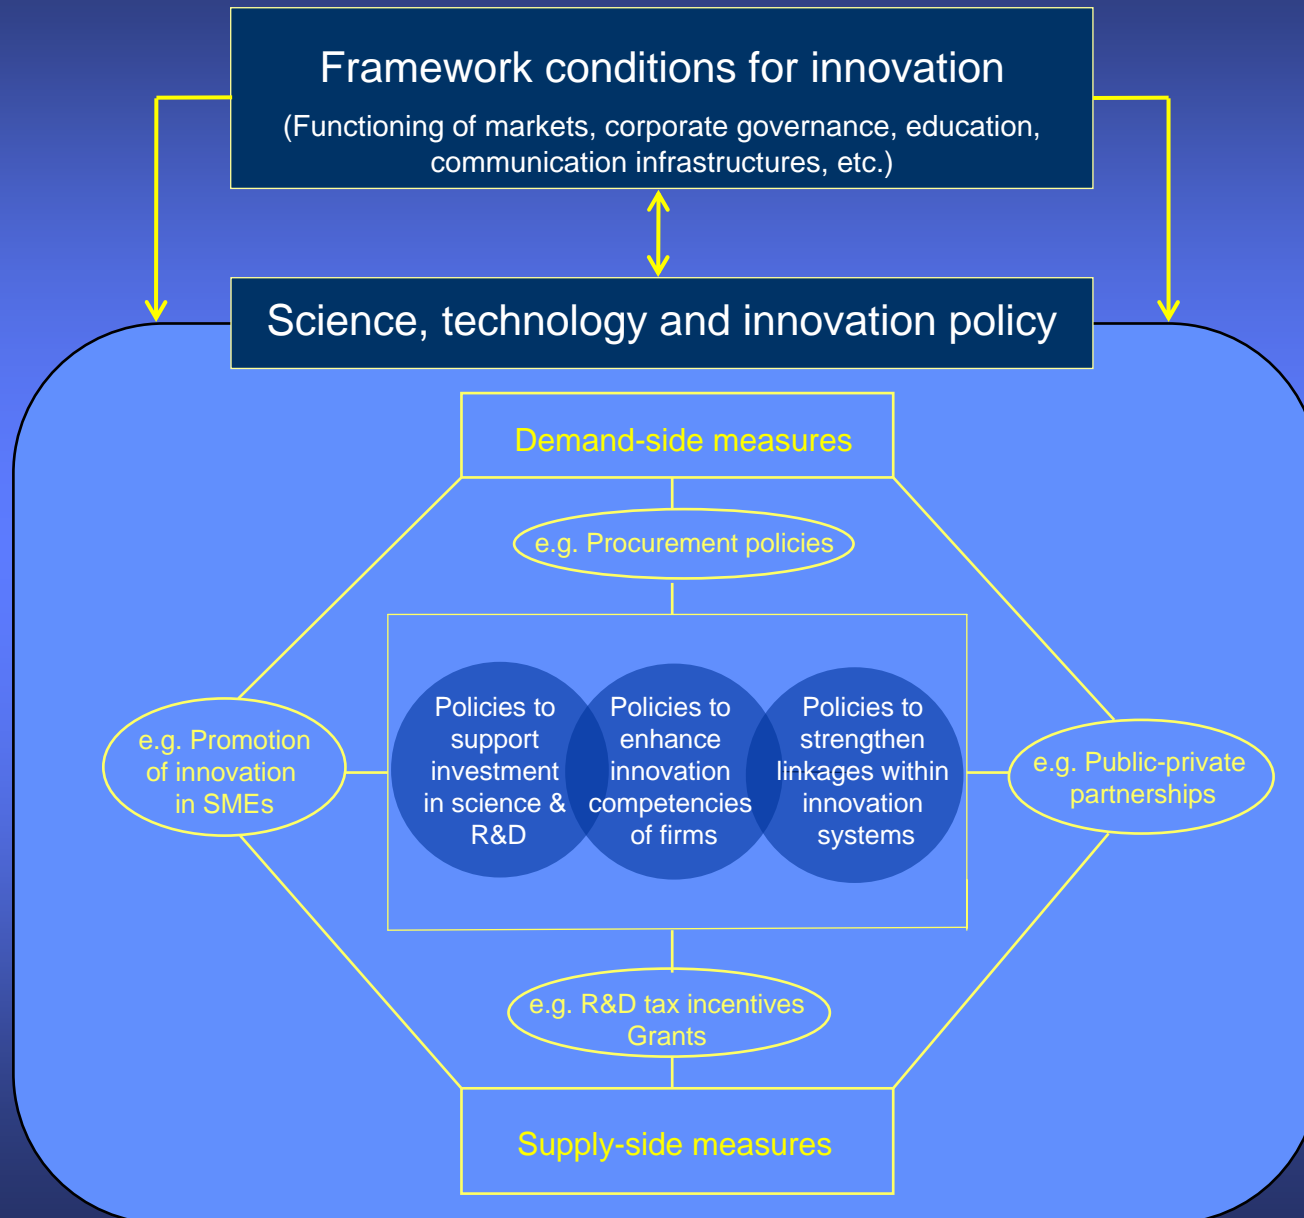 Framework conditions for innovation
(Functioning of markets, corporate governance, education,
communication infrastructures, etc.)
Science, technology and innovation policy
Demand-side measures
e.g. Procurement policies
e.g. Promotion
of innovation
in SMEs
Policies to
support
investment
in science &
R&D
Policies to
enhance
innovation
competencies
of firms
Policies to
strengthen
linkages within
innovation
systems
e.g. Public-private
partnerships
e.g. R&D tax incentives
Grants
Supply-side measures